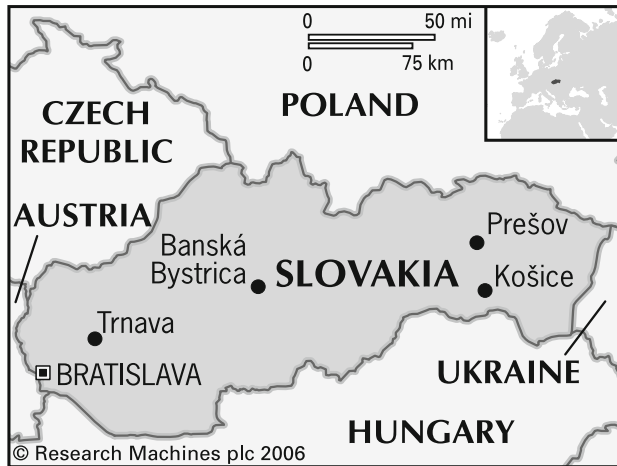 0 50 mi
0 75 km
CZECH
REPUBLIC
POLAND
AUSTRIA
Banská
Bystrica
SLOVAKIA
Prešov
Košice
Trnava
BRATISLAVA
UKRAINE
HUNGARY
© Research Machines plc 2006